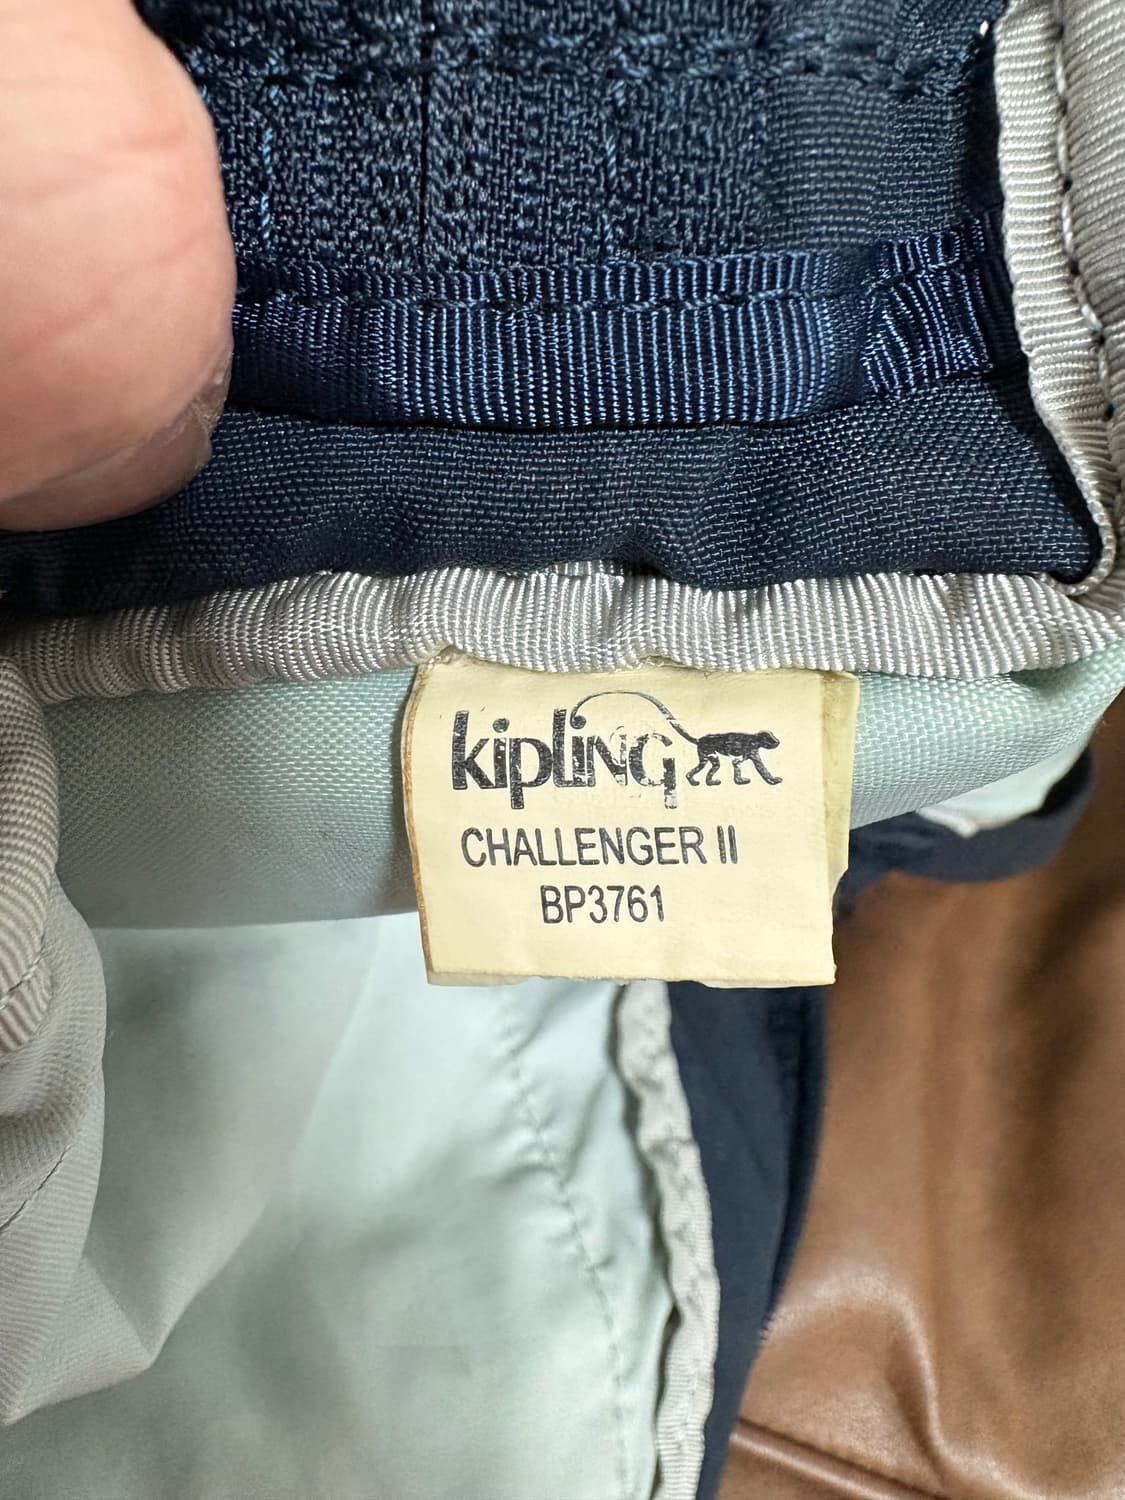 kipling
CHALLENGER II
BP3761